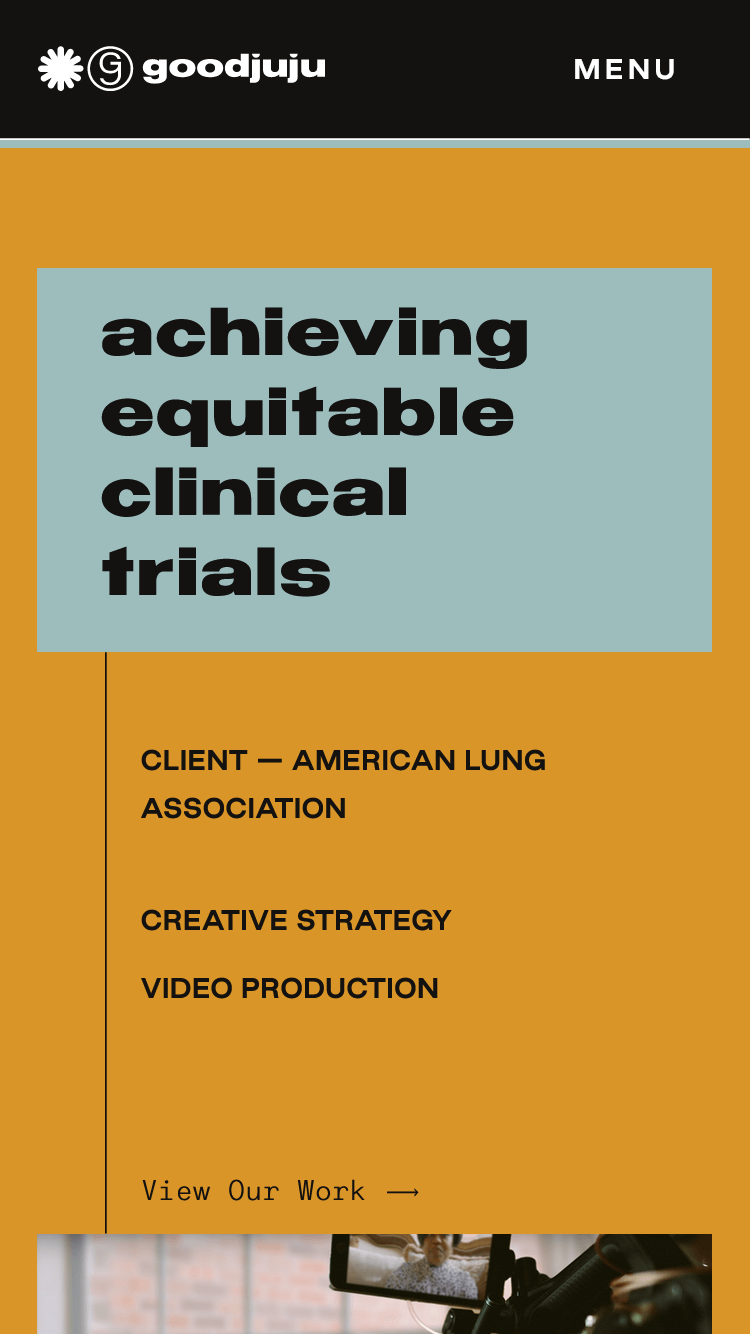 goodjuju
MENU
achieving
equitable
clinical
trials
CLIENT — AMERICAN LUNG
ASSOCIATION
CREATIVE STRATEGY
VIDEO PRODUCTION
View Our Work ⟶